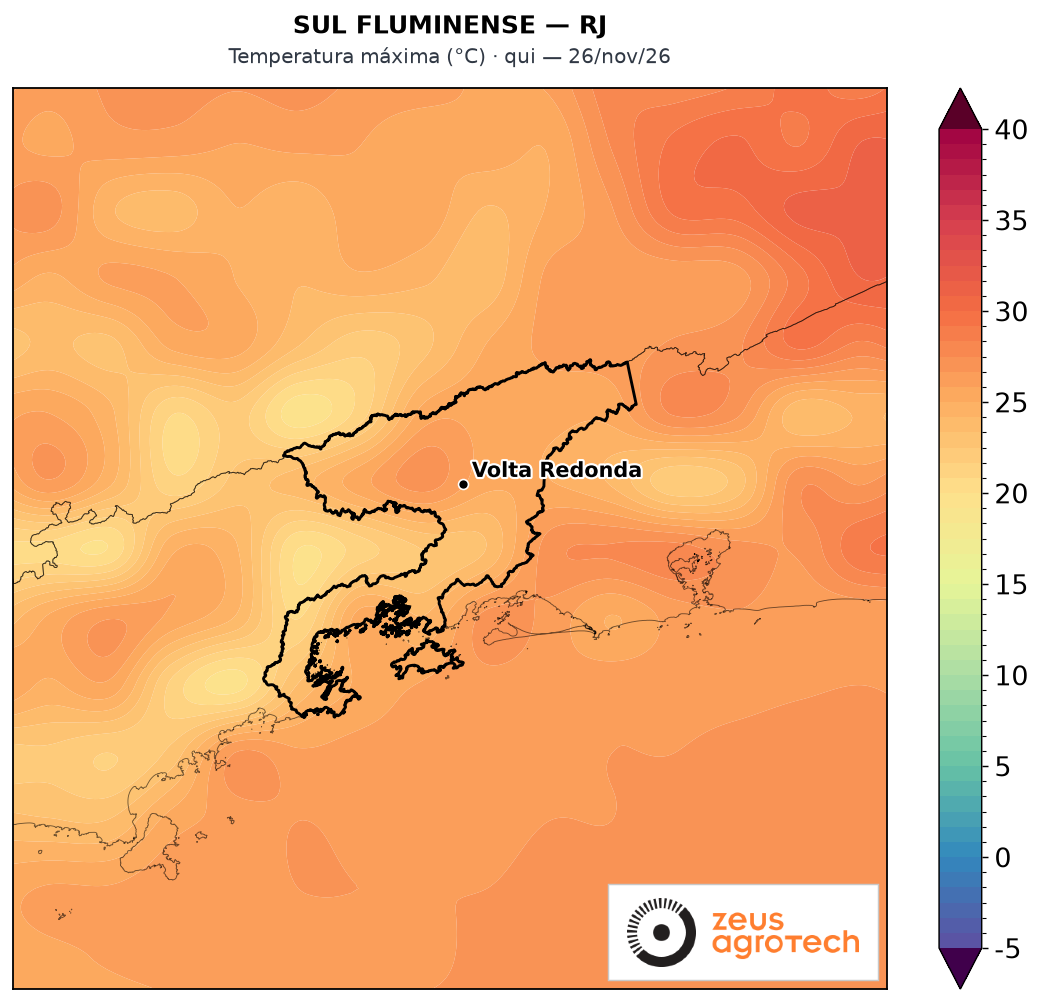 SUL FLUMINENSE — RJ
Temperatura máxima (°C) · qui — 26/nov/26
40
35
30
25
20
15
10
5
0
-5
Volta Redonda
zeus
agrotech